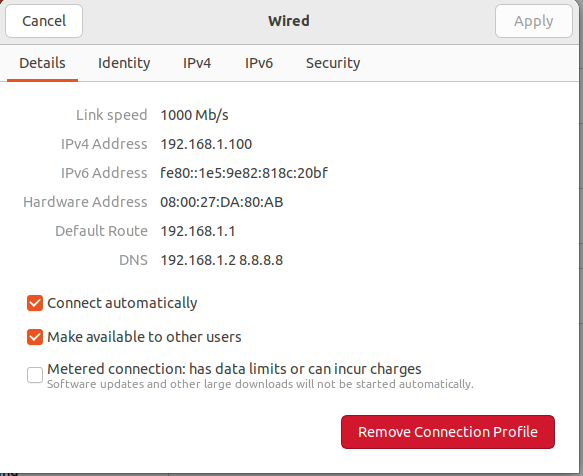 Cancel Wired Apply
Details Identity IPv4 IPv6 Security
Link speed 1000 Mb/s
IPv4 Address 192.168.1.100
IPv6 Address fe80::1e5:9e82:818c:20bf
Hardware Address 08:00:27:DA:80:AB
Default Route 192.168.1.1
DNS 192.168.1.2 8.8.8.8
Connect automatically
Make available to other users
Metered connection: has data limits or can incur charges
Software updates and other large downloads will not be started automatically.
Remove Connection Profile